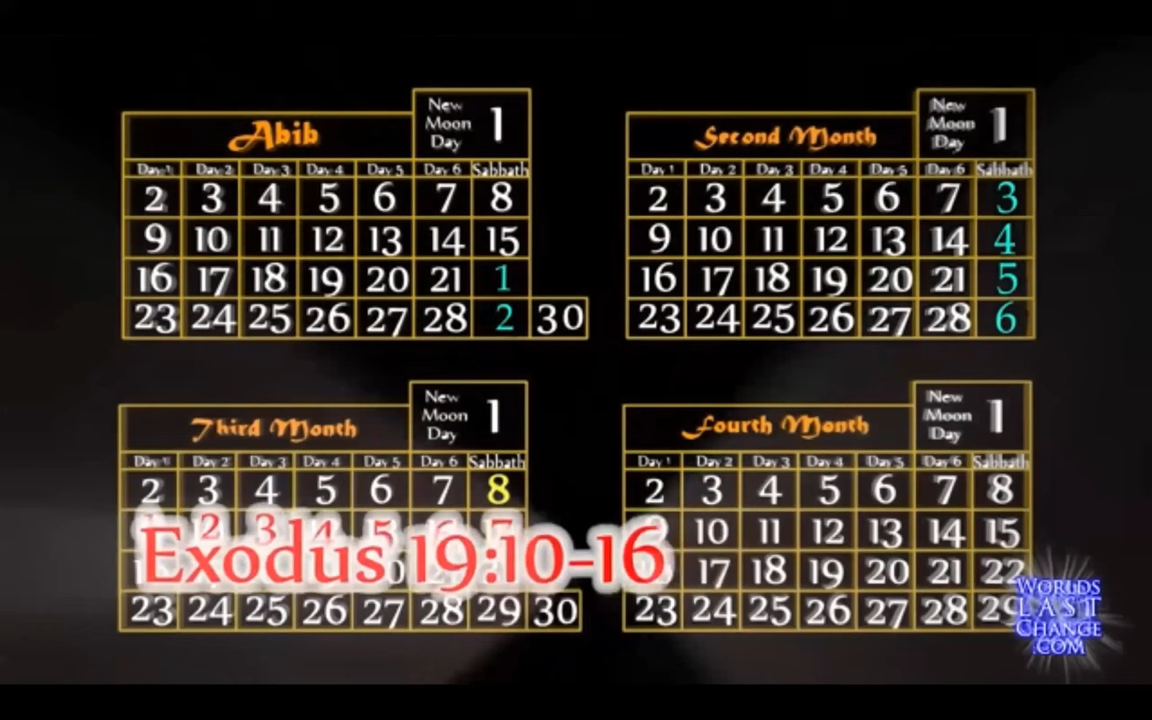 Abib
New
Moon
Day
1
Day 1 Day 2 Day 3 Day 4 Day 5 Day 6 Sabbath
2 3 4 5 6 7 8
9 10 11 12 13 14 15
16 17 18 19 20 21 1
23 24 25 26 27 28 2 30
Second Month
New
Moon
Day
1
Day 1 Day 2 Day 3 Day 4 Day 5 Day 6 Sabbath
2 3 4 5 6 7 3
9 10 11 12 13 14 4
16 17 18 19 20 21 5
23 24 25 26 27 28 6
Third Month
New
Moon
Day
1
Day 1 Day 2 Day 3 Day 4 Day 5 Day 6 Sabbath
2 3 4 5 6 7 8
2 3 4 5 6 7
Exodus 19:10-16
23 24 25 26 27 28 29 30
Fourth Month
New
Moon
Day
1
Day 1 Day 2 Day 3 Day 4 Day 5 Day 6 Sabbath
2 3 4 5 6 7 8
10 11 12 13 14 15
17 18 19 20 21 22
23 24 25 26 27 28 29
WORLDS
LAST
CHANGE
.COM